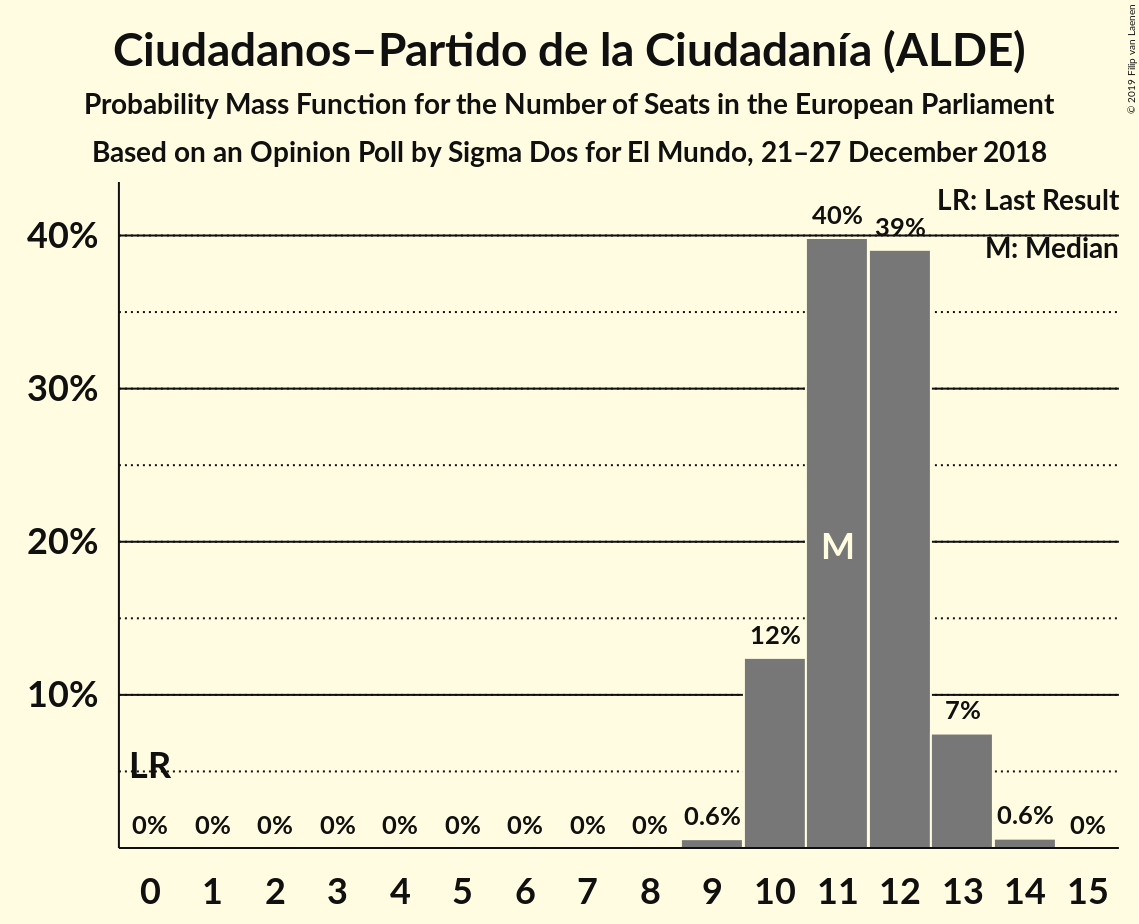 Ciudadanos–Partido de la Ciudadanía (ALDE)
Probability Mass Function for the Number of Seats in the European Parliament
Based on an Opinion Poll by Sigma Dos for El Mundo, 21–27 December 2018
© 2019 Filip van Laenen
LR: Last Result
M: Median
40%
30%
20%
10%
40%
39%
M
12%
7%
LR
0% 0% 0% 0% 0% 0% 0% 0% 0% 0.6% 0.6% 0%
0 1 2 3 4 5 6 7 8 9 10 11 12 13 14 15